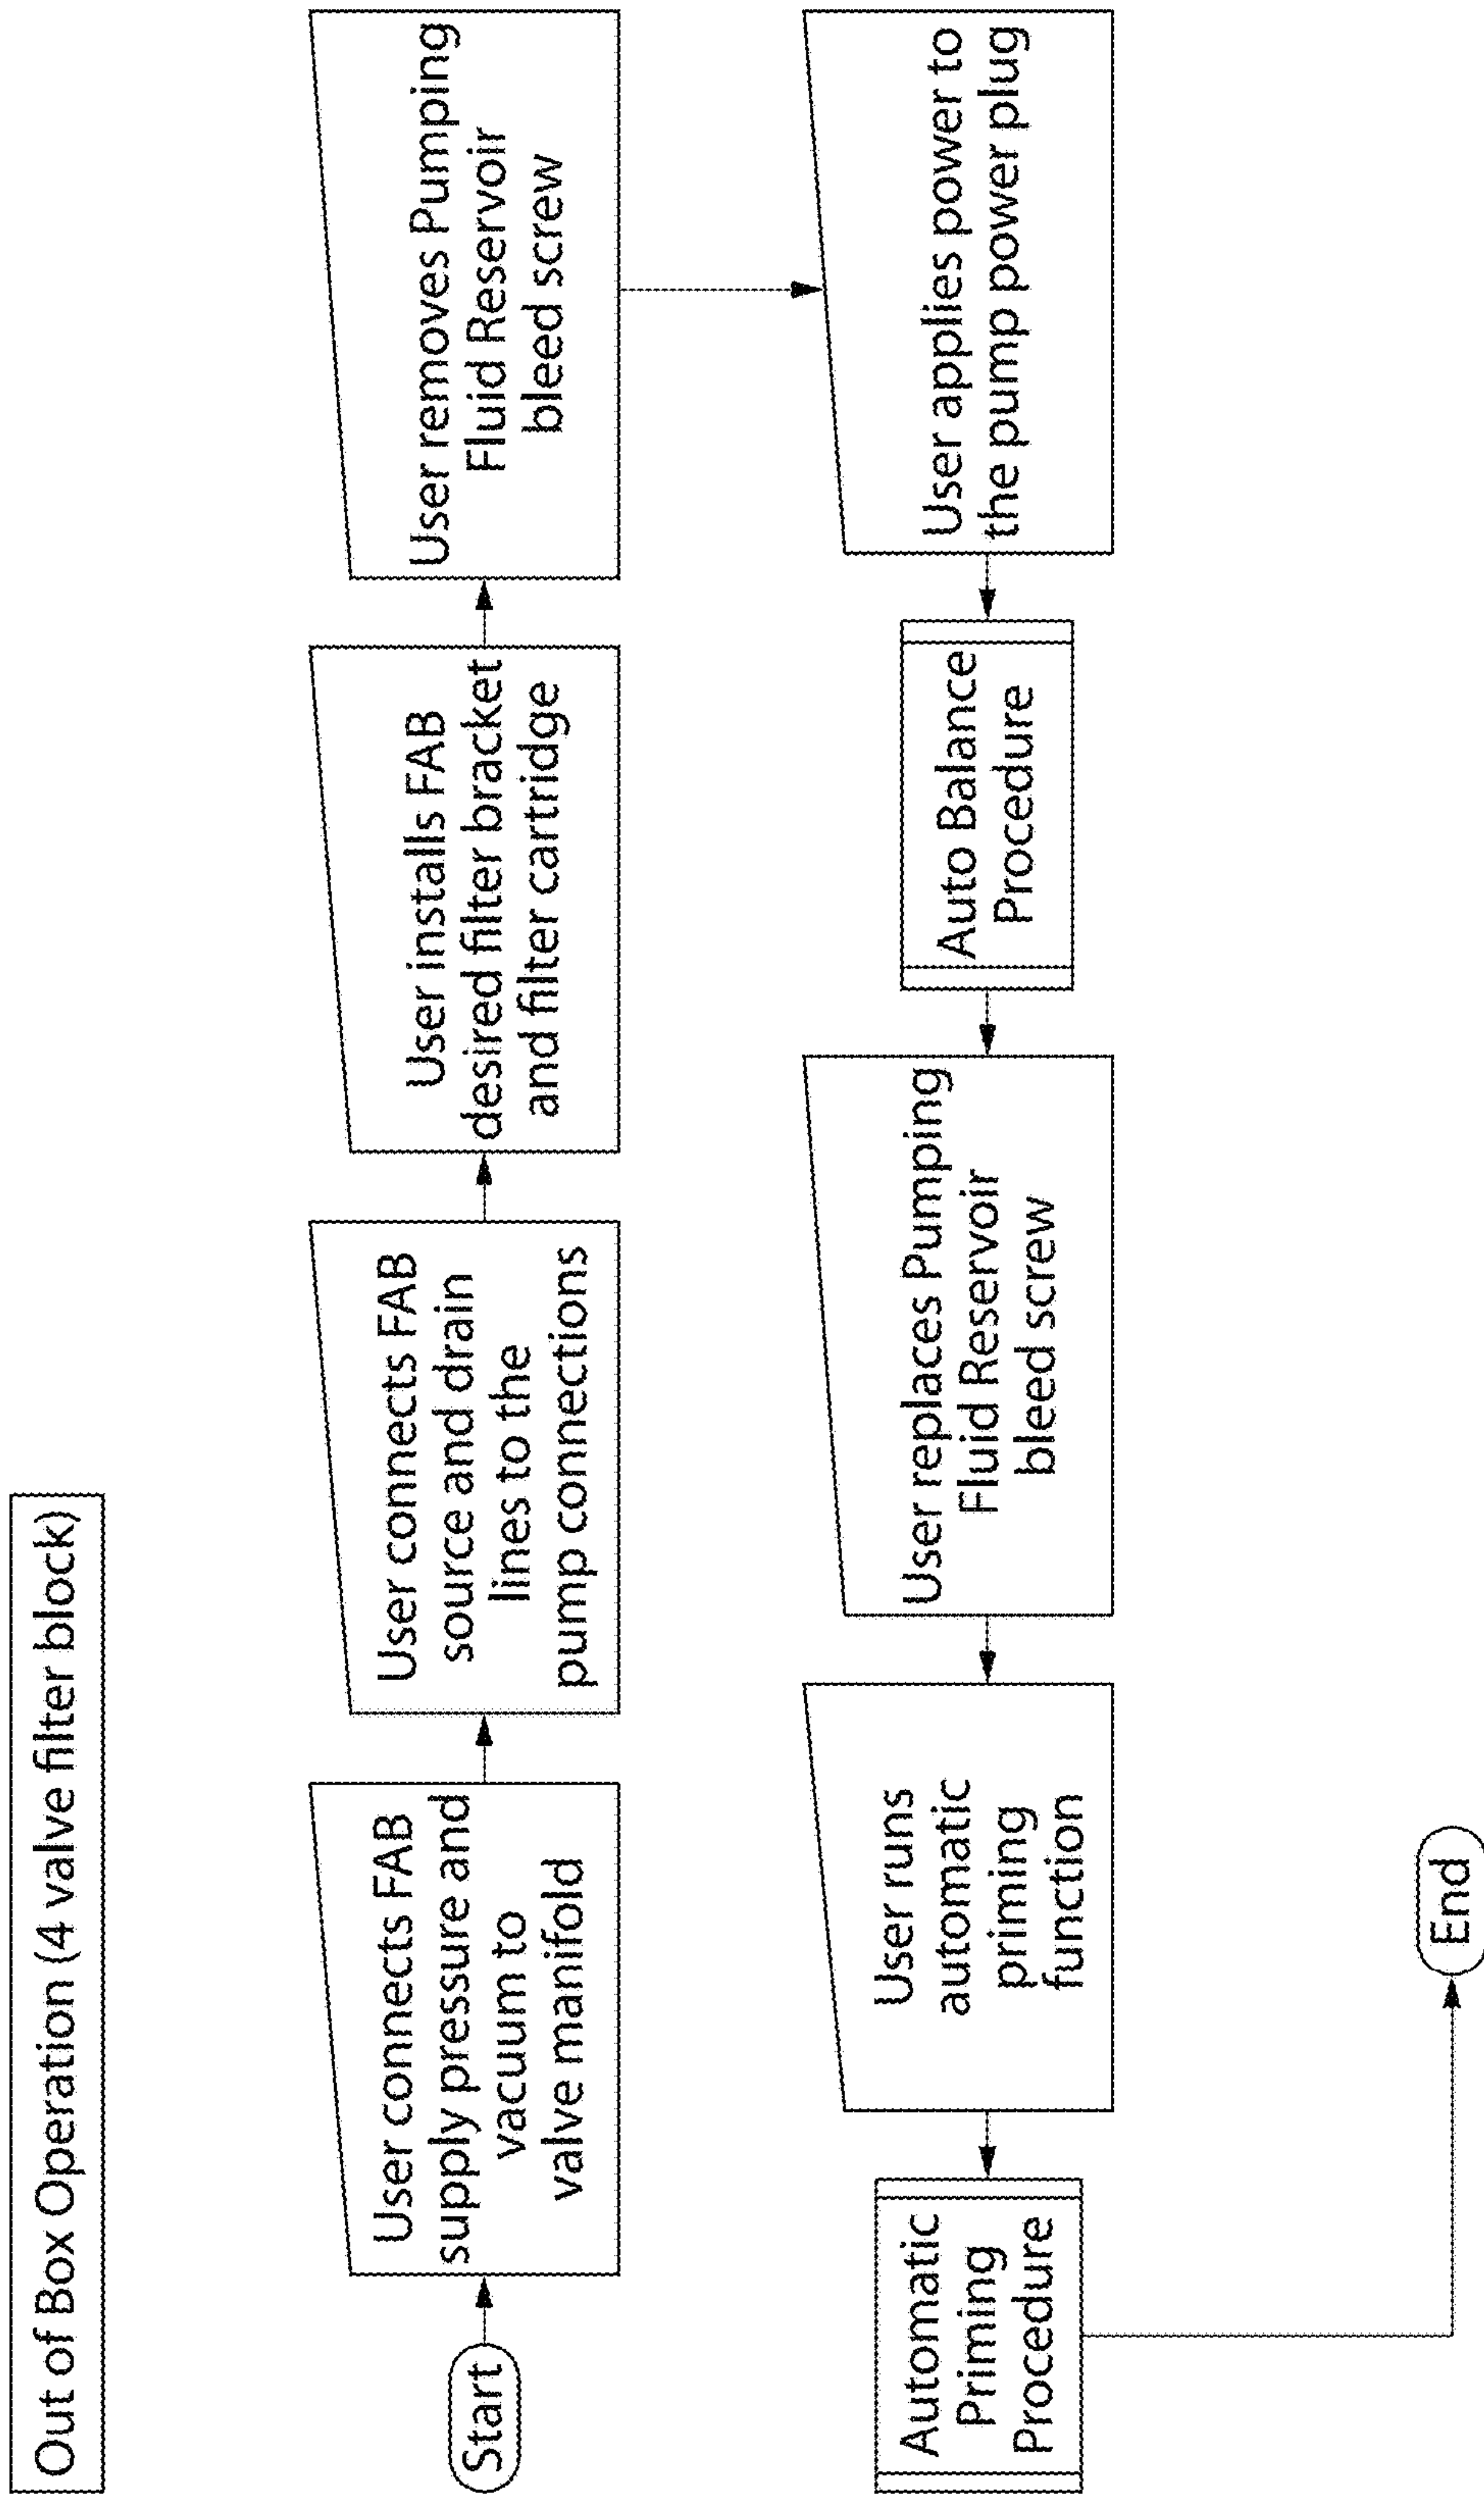 Out of Box Operation (4 valve filter block)
Start
User connects FAB
supply pressure and
vacuum to
valve manifold
User connects FAB
source and drain
lines to the
pump connections
User installs FAB
desired filter bracket
and filter cartridge
User removes Pumping
Fluid Reservoir
bleed screw
User applies power to
the pump power plug
Auto Balance
Procedure
User replaces Pumping
Fluid Reservoir
bleed screw
User runs
automatic
priming
function
Automatic
Priming
Procedure
End